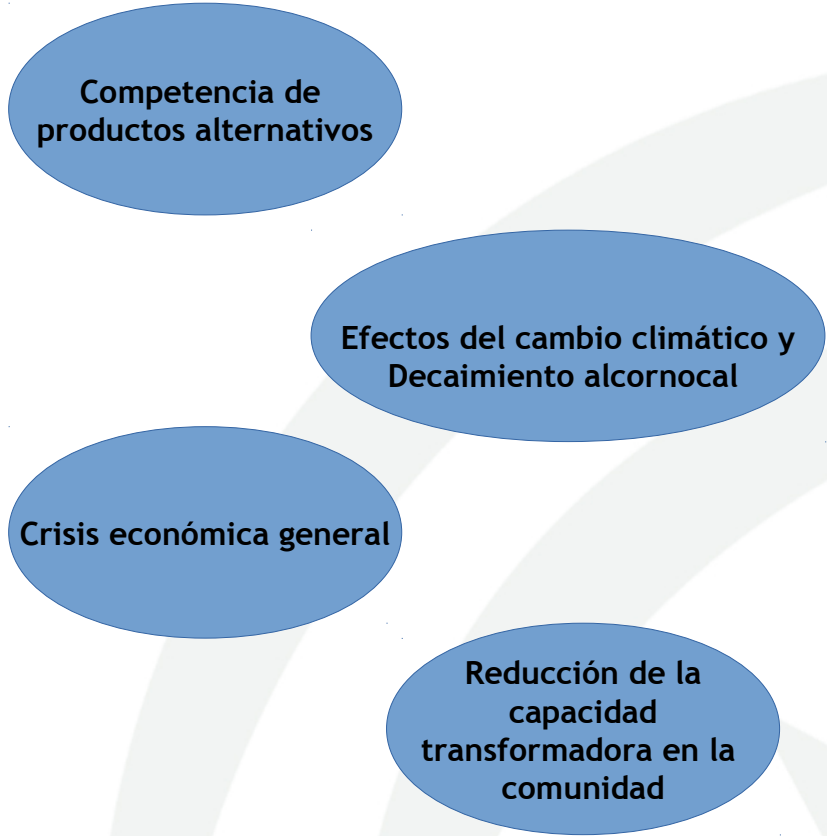 Competencia de
productos alternativos
Efectos del cambio climático y
Decaimiento alcornocal
Crisis económica general
Reducción de la
capacidad
transformadora en la
comunidad